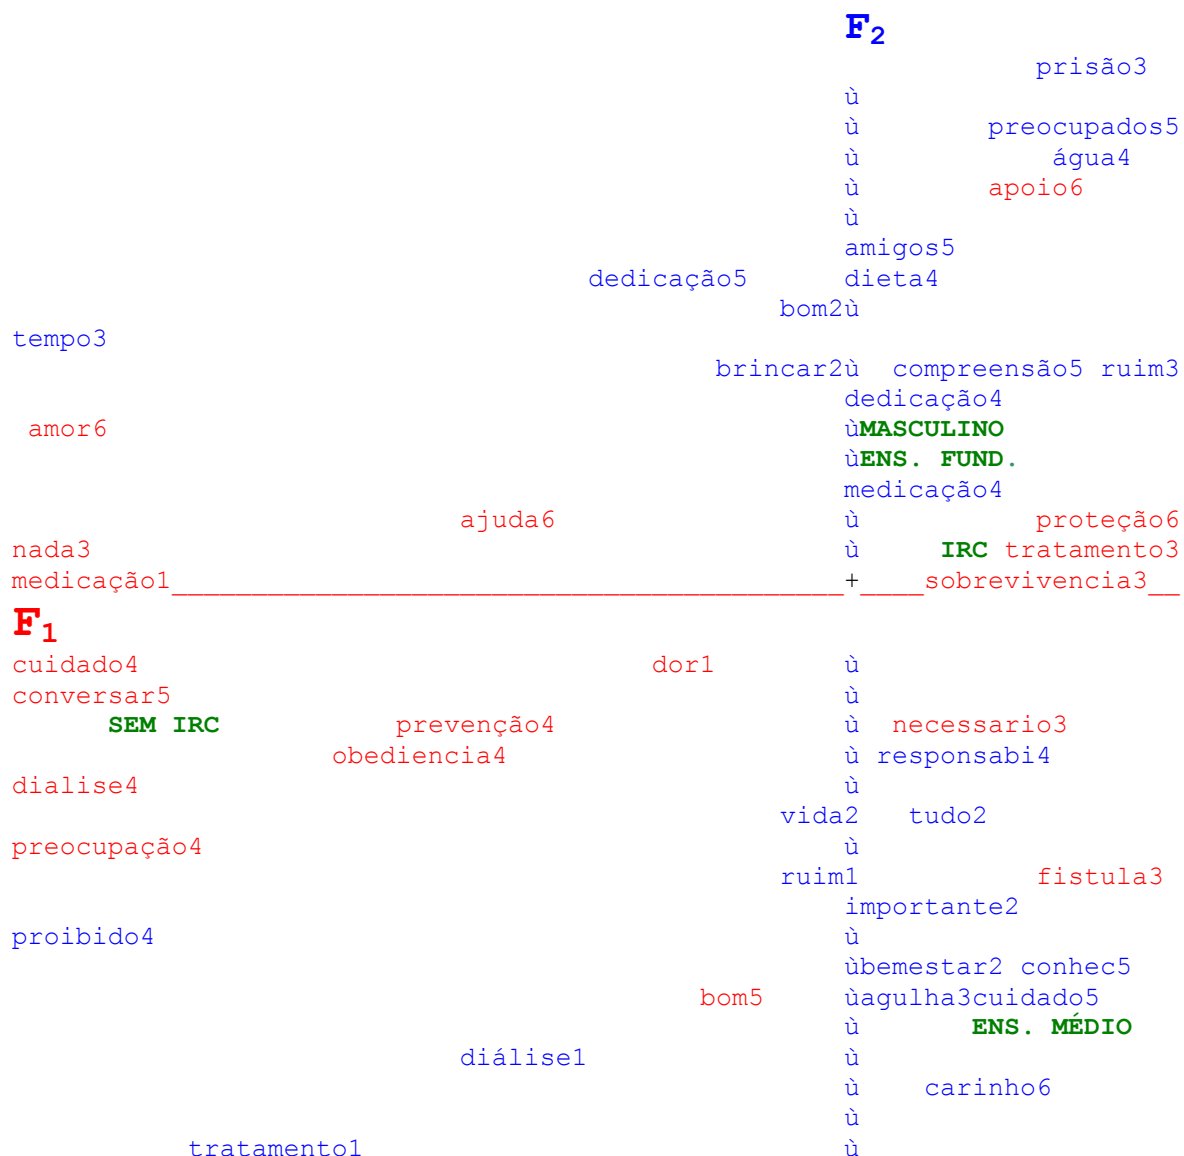 F2
prisão3
ù
ù preocupados5
ù água4
ù apoio6
ù
amigos5
dedicação5 dieta4
bom2ù
tempo3
brincar2ù compreensão5 ruim3
dedicação4
amor6 ùMASCULINO
ùENS. FUND.
medicação4
ajuda6 ù proteção6
nada3 ù IRC tratamento3
medicação1__________________________________________+____sobrevivencia3__
F1
cuidado4 dor1 ù
conversar5 ù
SEM IRC prevenção4 ù necessario3
obediencia4 ù responsabi4
dialise4 ù
vida2 tudo2
preocupação4 ù
ruim1 fistula3
importante2
proibido4 ù
ùbemestar2 conhec5
bom5 ùagulha3cuidado5
ù ENS. MÉDIO
diálise1 ù
ù carinho6
ù
tratamento1 ù